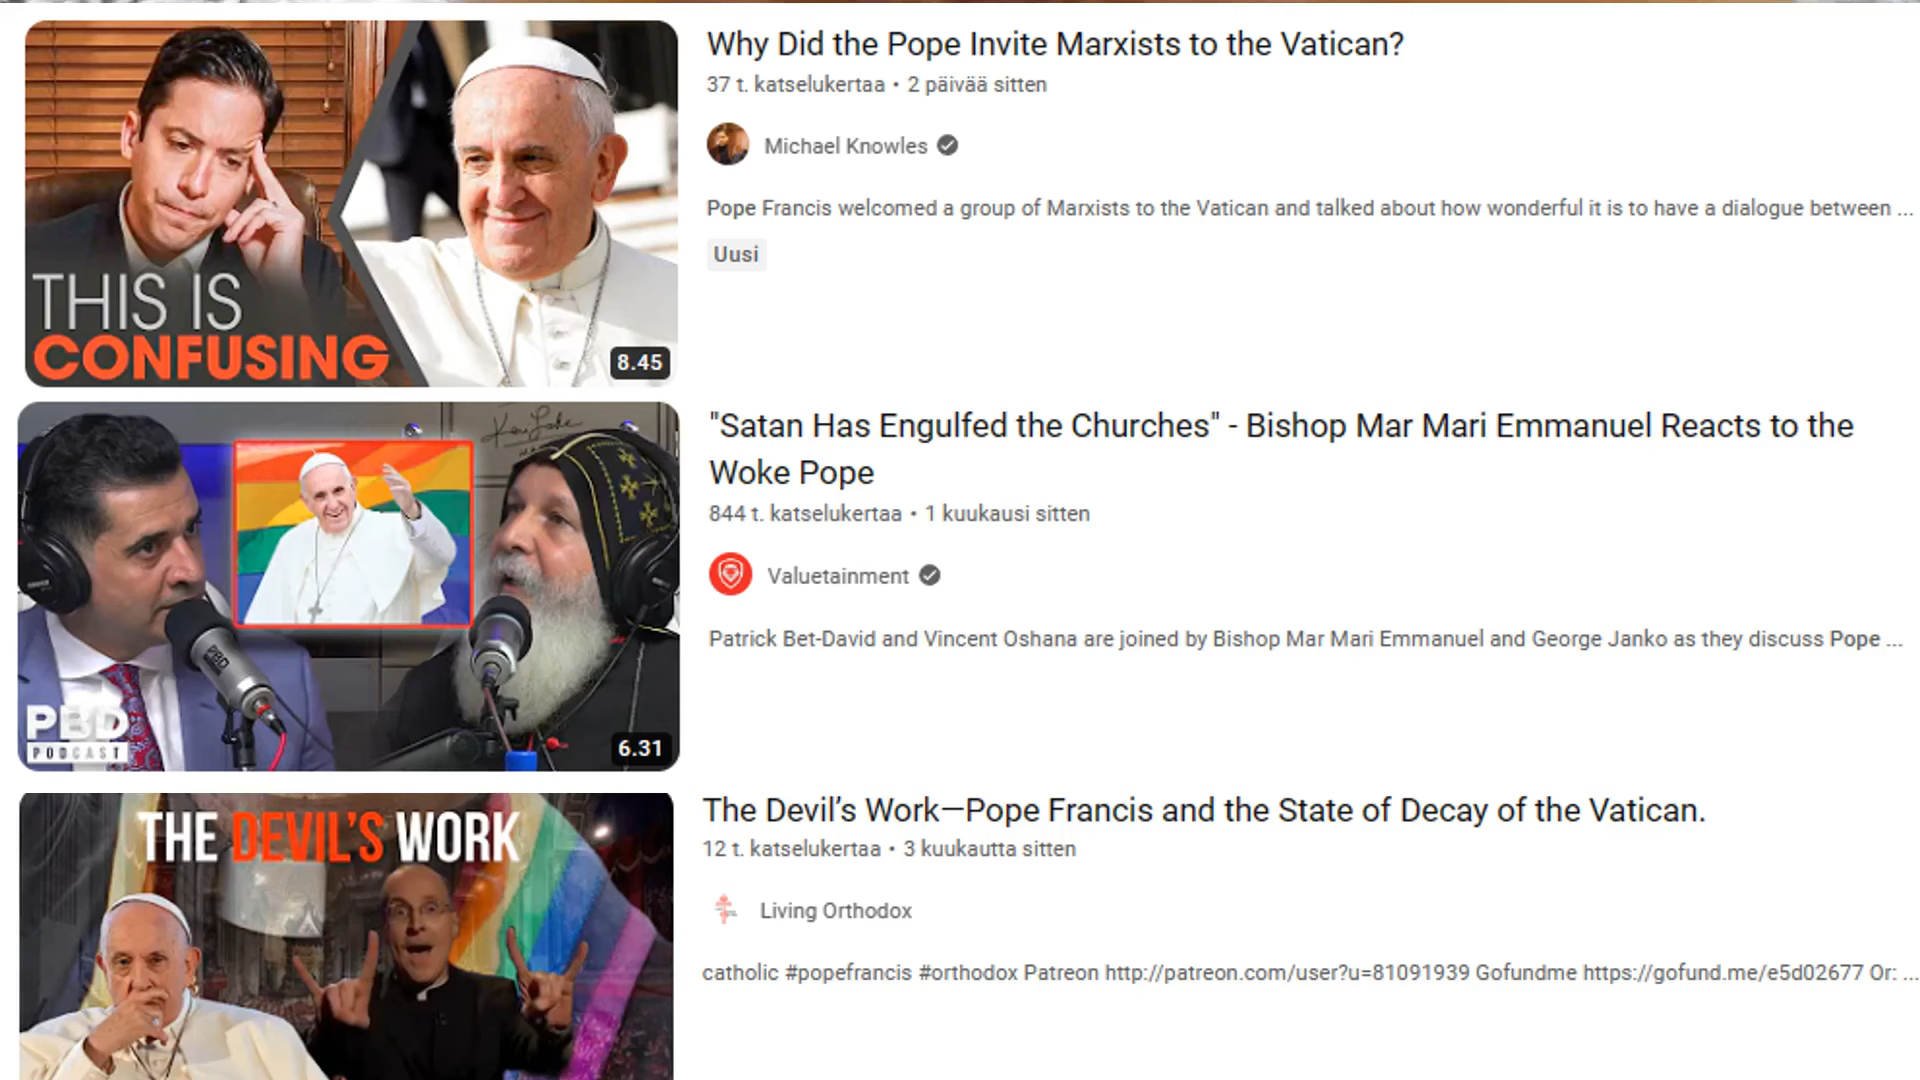 Why Did the Pope Invite Marxists to the Vatican?
37 t. katselukertaa • 2 päivää sitten
Michael Knowles
Pope Francis welcomed a group of Marxists to the Vatican and talked about how wonderful it is to have a dialogue between ...
Uusi
THIS IS
CONFUSING
8.45
"Satan Has Engulfed the Churches" - Bishop Mar Mari Emmanuel Reacts to the
Woke Pope
844 t. katselukertaa • 1 kuukausi sitten
Valuetainment
Patrick Bet-David and Vincent Oshana are joined by Bishop Mar Mari Emmanuel and George Janko as they discuss Pope ...
PBD
PBD
PODCAST
6.31
THE DEVIL'S WORK
The Devil’s Work—Pope Francis and the State of Decay of the Vatican.
12 t. katselukertaa • 3 kuukautta sitten
Living Orthodox
catholic #popefrancis #orthodox Patreon http://patreon.com/user?u=81091939 Gofundme https://gofund.me/e5d02677 Or: ...